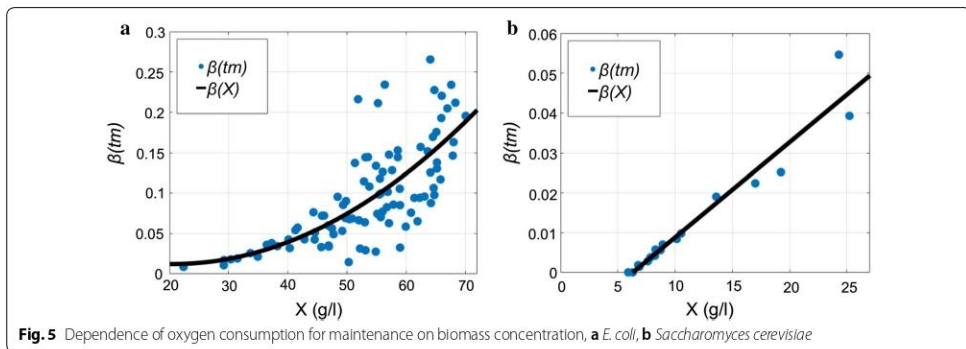 a
0.3
0.25
0.2
0.15
0.1
0.05
0
β(tm)
β(tm)
β(X)
20 30 40 50 60 70
X (g/l)
b
0.06
0.05
0.04
0.03
0.02
0.01
0
β(tm)
β(tm)
β(X)
0 5 10 15 20 25
X (g/l)
Fig. 5 Dependence of oxygen consumption for maintenance on biomass concentration, a E. coli, b Saccharomyces cerevisiae